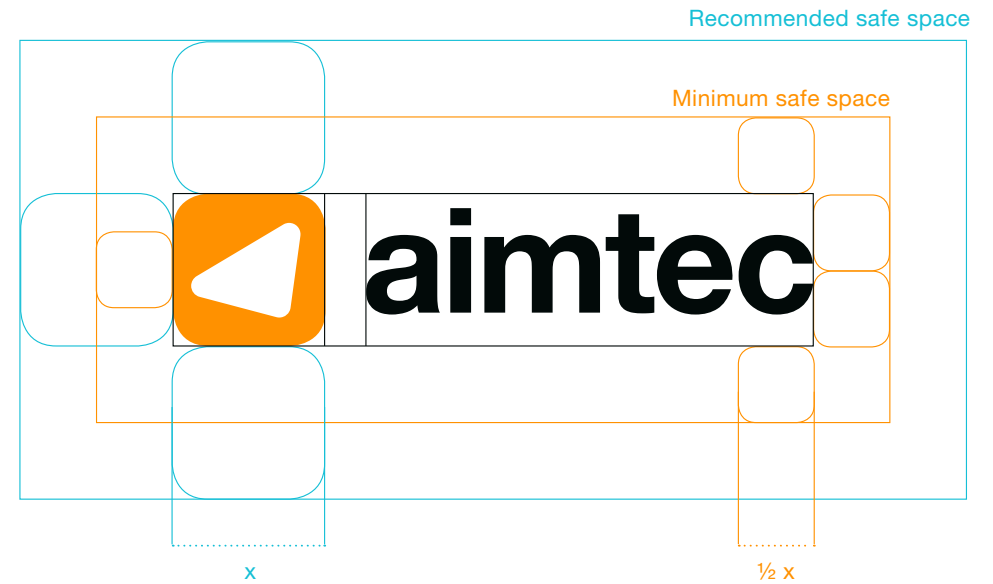 Recommended safe space
Minimum safe space
aimtec
x
½ x